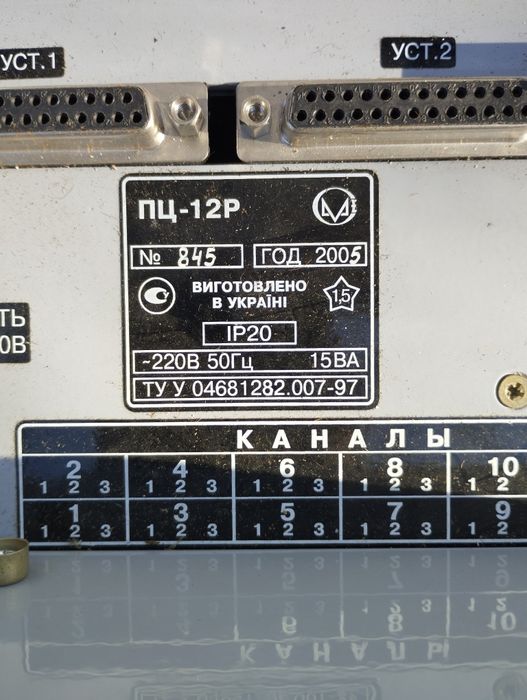 УСТ.1
УСТ.2
ПЦ-12Р
№ 845 ГОД 2005
ВИГОТОВЛЕНО
В УКРАЇНІ
1,5
IP20
~220В 50Гц 15ВА
ТУ У 04681282.007-97
ТЬ
0В
КАНАЛЫ
2 4 6 8 10
1 2 3 1 2 3 1 2 3 1 2 3 1 2
1 3 5 7 9
1 2 3 1 2 3 1 2 3 1 2 3 1 2